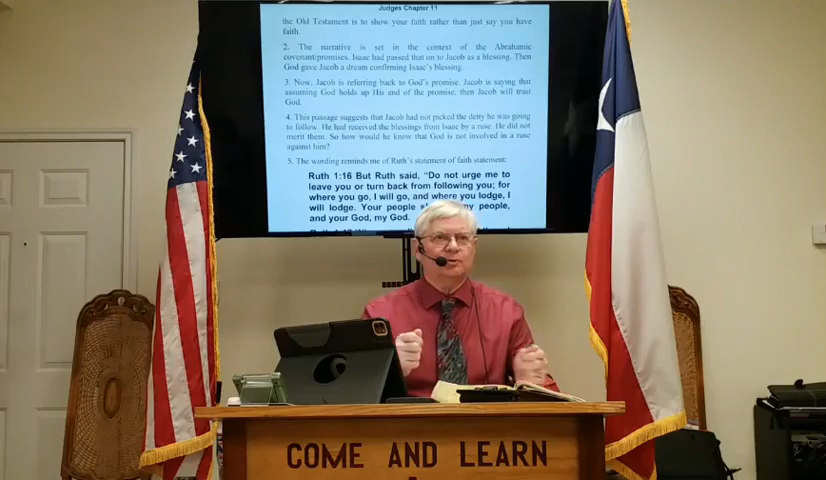 Judges Chapter 11
the Old Testament is to show your faith rather than just say you have
faith.
2. The narrative is set in the context of the Abrahamic
covenant/promises. Isaac had passed that on to Jacob as a blessing. Then
God gave Jacob a dream confirming Isaac's blessing.
3. Now, Jacob is referring back to God's promise. Jacob is saying that
assuming God holds up His end of the promise, then Jacob will trust
God.
4. This passage suggests that Jacob had not picked the deity he was going
to follow. He had received the blessings from Isaac by a ruse. He did not
merit them. So how would he know that God is not involved in a ruse
against him?
5. The wording reminds me of Ruth's statement of faith statement:
Ruth 1:16 But Ruth said, "Do not urge me to
leave you or turn back from following you; for
where you go, I will go, and where you lodge, I
will lodge. Your people my people,
and your God, my God.
COME AND LEARN